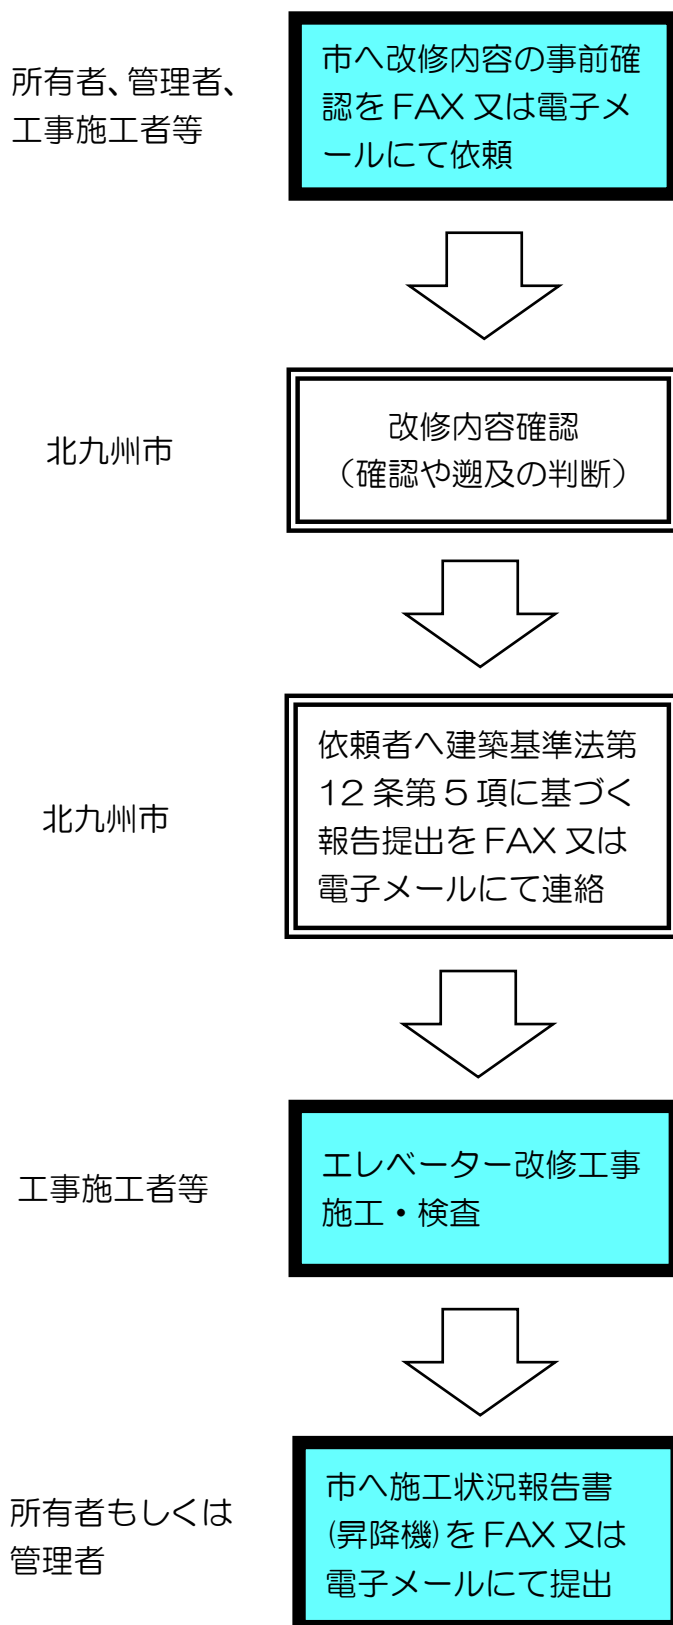 所有者、管理者、
工事施工者等
市へ改修内容の事前確
認をFAX又は電子メ
ールにて依頼
北九州市
改修内容確認
（確認や遡及の判断）
北九州市
依頼者へ建築基準法第
12条第5項に基づく
報告提出をFAX又は
電子メールにて連絡
工事施工者等
エレベーター改修工事
施工・検査
所有者もしくは
管理者
市へ施工状況報告書
(昇降機)をFAX又は
電子メールにて提出